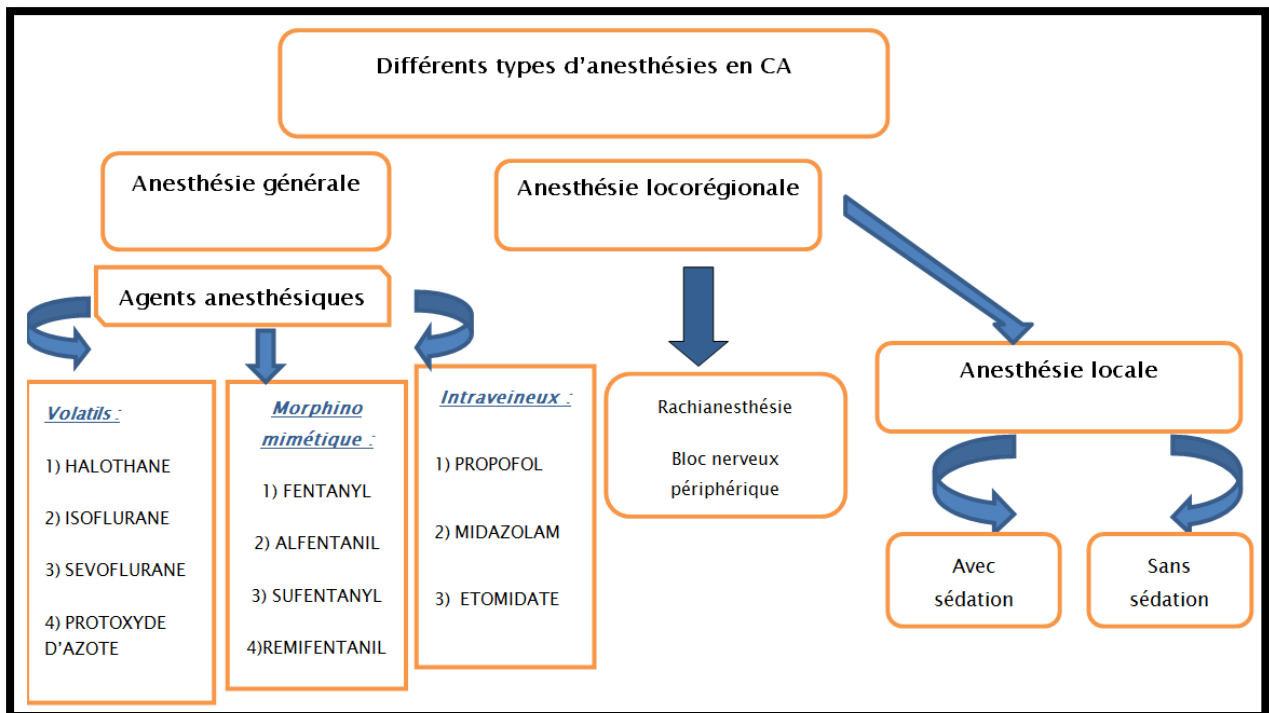 Différents types d’anesthésies en CA
Anesthésie générale
Anesthésie locorégionale
Agents anesthésiques
Anesthésie locale
Volatils :
1) HALOTHANE
2) ISOFLURANE
3) SEVOFLURANE
4) PROTOXYDE
D’AZOTE
Morphino
mimétique :
1) FENTANYL
2) ALFENTANIL
3) SUFENTANYL
4)REMIFENTANIL
Intraveineux :
1) PROPOFOL
2) MIDAZOLAM
3) ETOMIDATE
Rachianesthésie
Bloc nerveux
périphérique
Avec
sédation
Sans
sédation